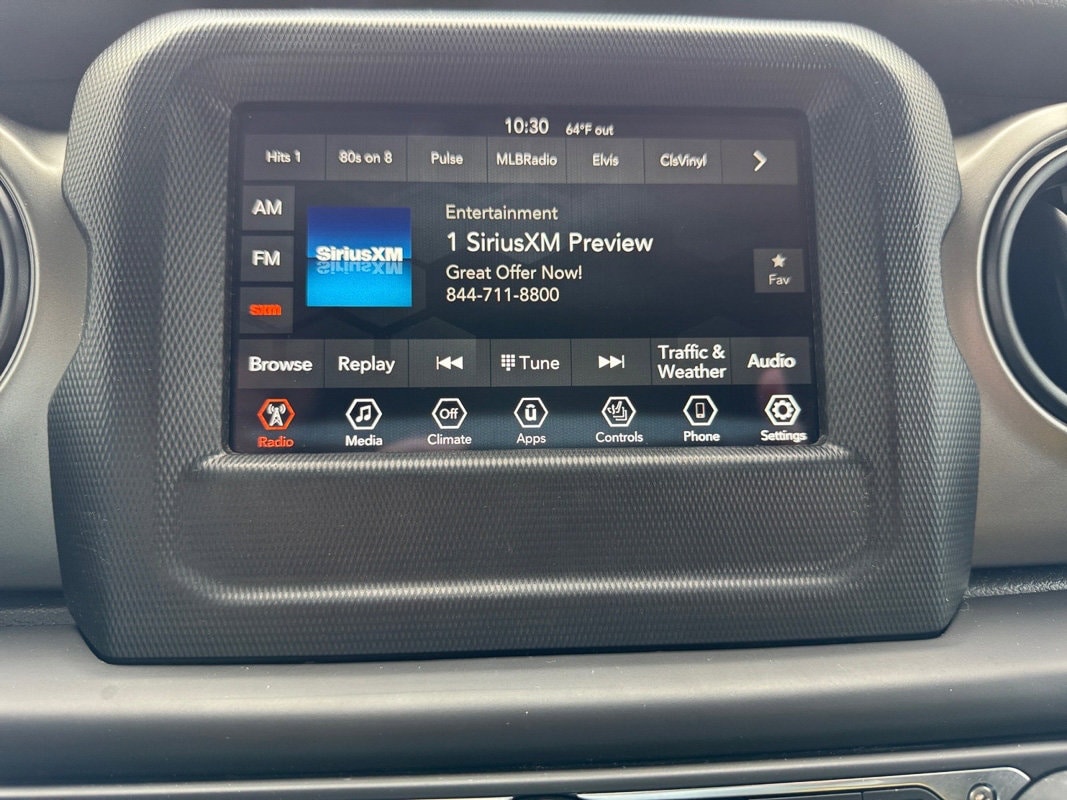 10:30 64°F out
Hits 1 80s on 8 Pulse MLBRadio Elvis ClsVinyl
AM
FM
sxm
SiriusXM
Entertainment
1 SiriusXM Preview
Great Offer Now!
844-711-8800
Fav
Browse Replay Tune Traffic & Weather Audio
Off
Radio Media Climate Apps Controls Phone Settings